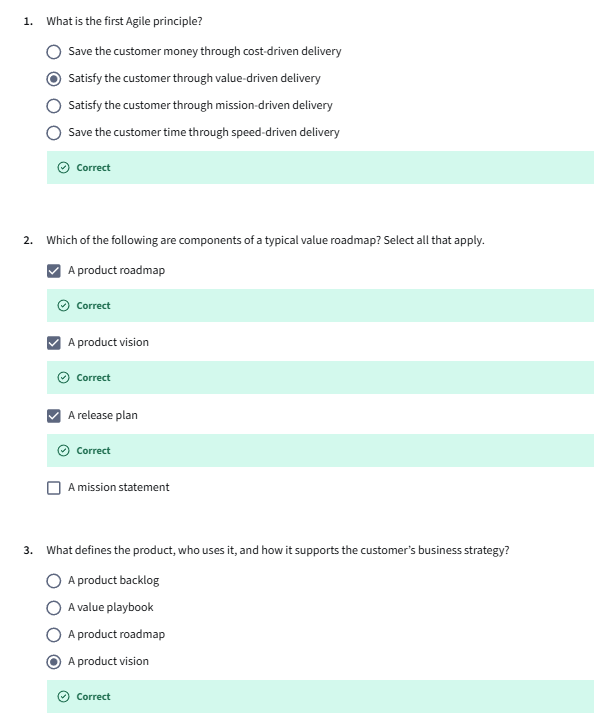 1. What is the first Agile principle?
Save the customer money through cost-driven delivery
Satisfy the customer through value-driven delivery
Satisfy the customer through mission-driven delivery
Save the customer time through speed-driven delivery
Correct
2. Which of the following are components of a typical value roadmap? Select all that apply.
A product roadmap
Correct
A product vision
Correct
A release plan
Correct
A mission statement
3. What defines the product, who uses it, and how it supports the customer’s business strategy?
A product backlog
A value playbook
A product roadmap
A product vision
Correct